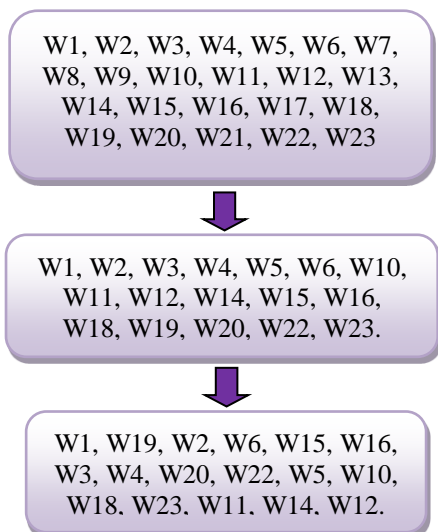 W1, W2, W3, W4, W5, W6, W7,
W8, W9, W10, W11, W12, W13,
W14, W15, W16, W17, W18,
W19, W20, W21, W22, W23
W1, W2, W3, W4, W5, W6, W10,
W11, W12, W14, W15, W16,
W18, W19, W20, W22, W23.
W1, W19, W2, W6, W15, W16,
W3, W4, W20, W22, W5, W10,
W18, W23, W11, W14, W12.